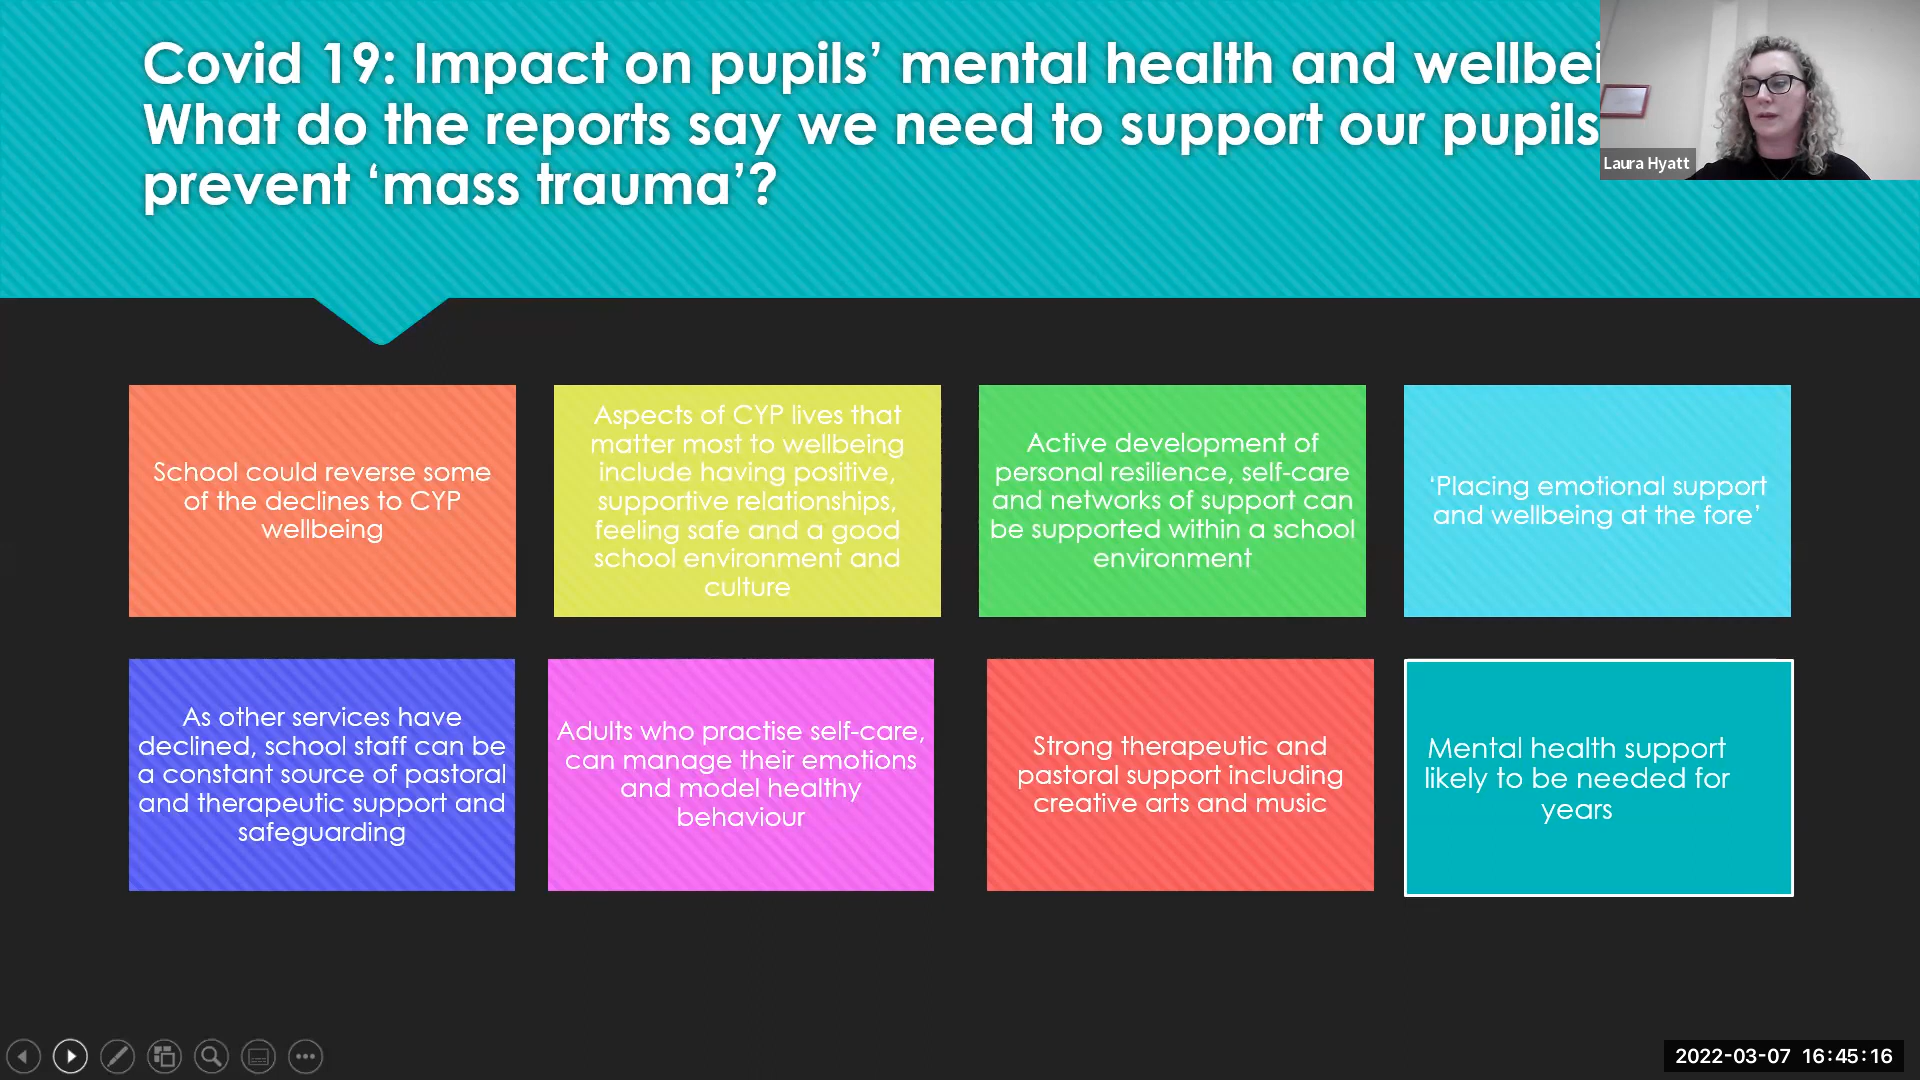 Covid 19: Impact on pupils’ mental health and
What do the reports say we need to support our pupils
prevent ‘mass trauma’?
Laura Hyatt
School could reverse some
of the declines to CYP
wellbeing
Aspects of CYP lives that
matter most to wellbeing
include having positive,
supportive relationships,
feeling safe and a good
school environment and
culture
Active development of
personal resilience, self-care
and networks of support can
be supported within a school
environment
‘Placing emotional support
and wellbeing at the fore’
As other services have
declined, school staff can be
a constant source of pastoral
and therapeutic support and
safeguarding
Adults who practise self-care,
can manage their emotions
and model healthy
behaviour
Strong therapeutic and
pastoral support including
creative arts and music
Mental health support
likely to be needed for
years
2022-03-07 16:45:16